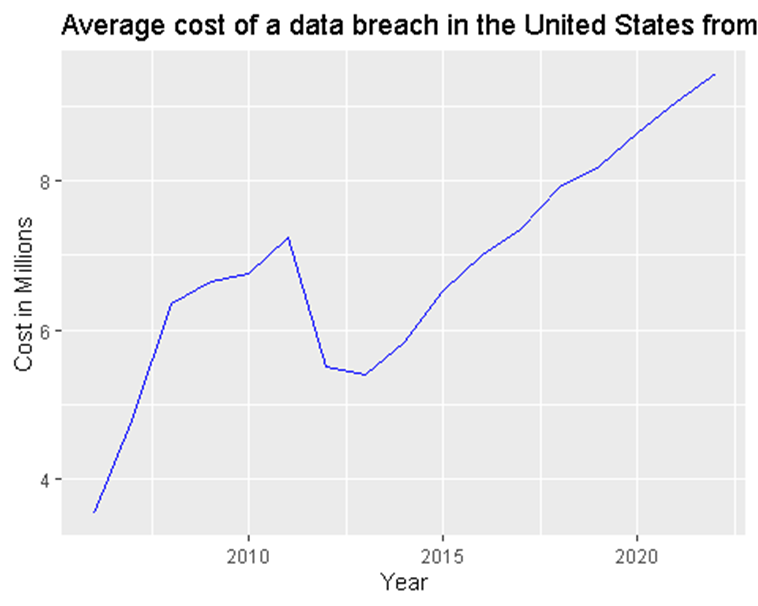 Average cost of a data breach in the United States from
8
6
4
Cost in Millions
2010 2015 2020
Year